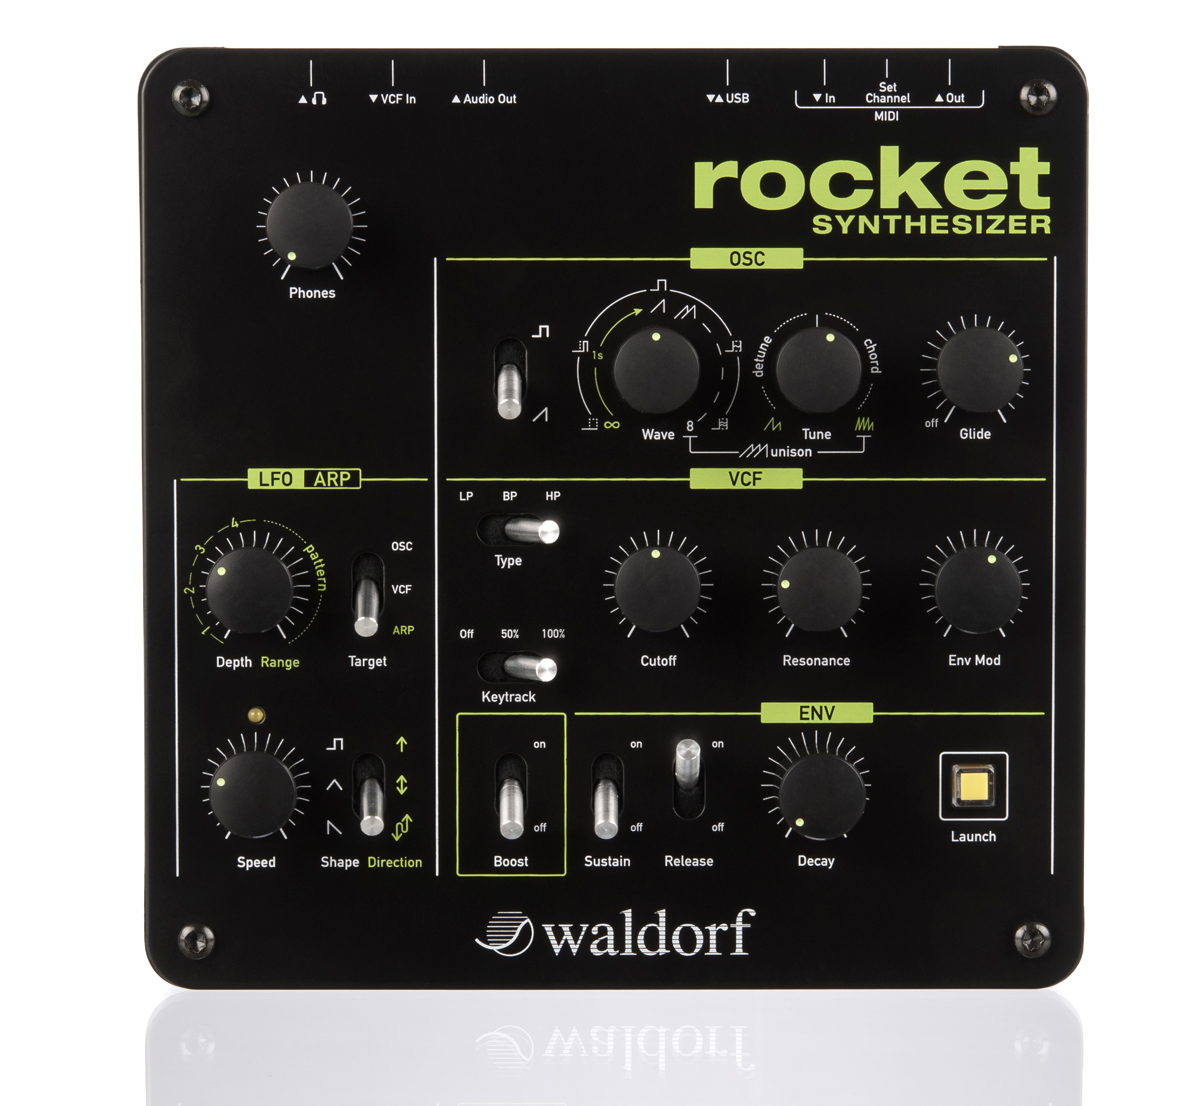 VCF In
Audio Out
USB
In
Set
Channel
Out
MIDI
rocket
SYNTHESIZER
Phones
OSC
1s
∞
Wave
8
detune
chord
Tune
off
Glide
unison
LFO ARP
VCF
1
2
3
4
pattern
OSC
VCF
ARP
Depth Range
Target
LP BP HP
Type
Off 50% 100%
Keytrack
Cutoff
Resonance
Env Mod
ENV
Speed
Shape Direction
on
off
Boost
on
off
Sustain
on
off
Release
Decay
Launch
waldorf